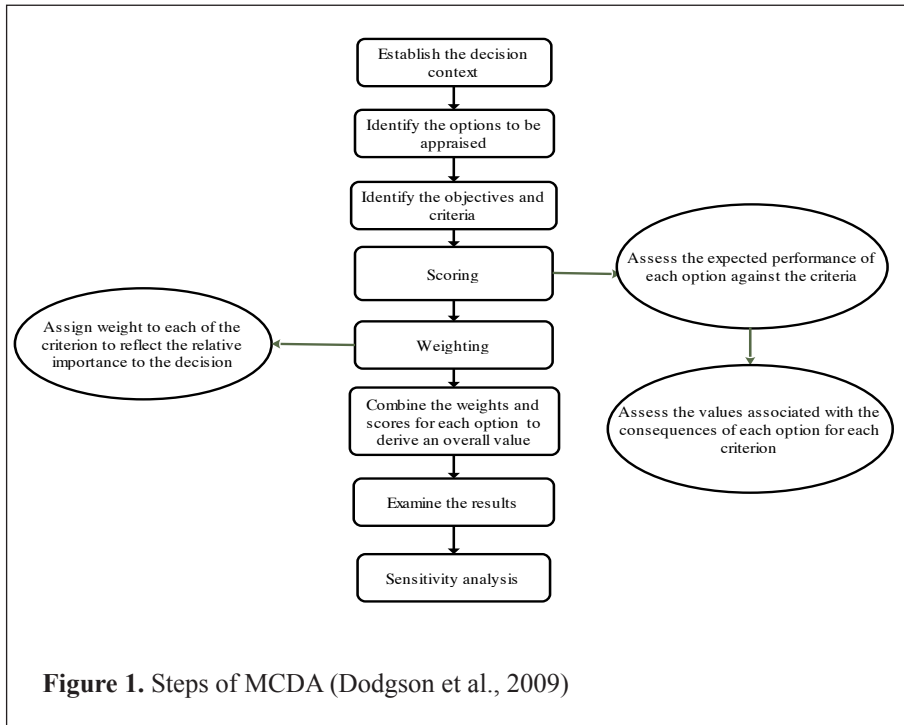 Establish the decision
context
Identify the options to be
appraised
Identify the objectives and
criteria
Scoring
Assess the expected performance of
each option against the criteria
Assign weight to each of the
criterion to reflect the relative
importance to the decision
Weighting
Combine the weights and
scores for each option to
derive an overall value
Assess the values associated with the
consequences of each option for each
criterion
Examine the results
Sensitivity analysis
Figure 1. Steps of MCDA (Dodgson et al., 2009)